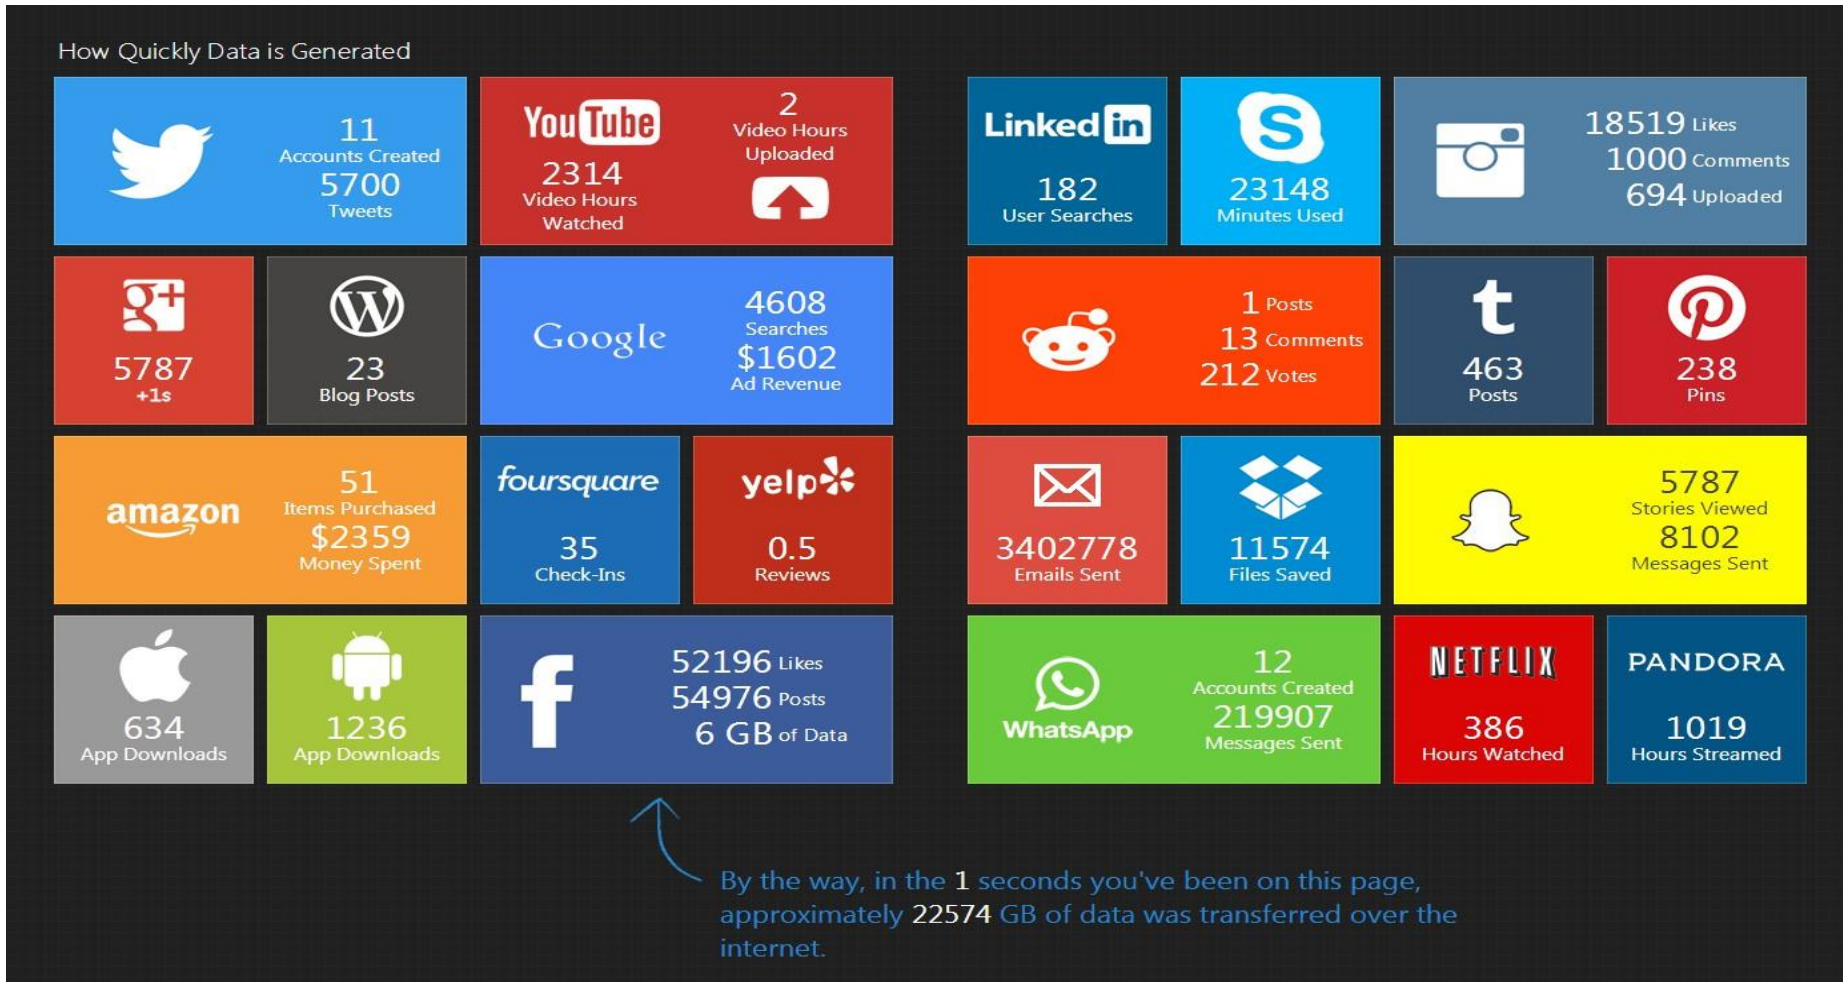 How Quickly Data is Generated
11
Accounts Created
5700
Tweets
YouTube
2314
Video Hours
Watched
2
Video Hours
Uploaded
Linked in
182
User Searches
S
23148
Minutes Used
18519 Likes
1000 Comments
694 Uploaded
g+
5787
+1s
W
23
Blog Posts
Google
4608
Searches
$1602
Ad Revenue
1 Posts
13 Comments
212 Votes
t
463
Posts
P
238
Pins
amazon
51
Items Purchased
$2359
Money Spent
foursquare
35
Check-Ins
yelp
0.5
Reviews
3402778
Emails Sent
11574
Files Saved
5787
Stories Viewed
8102
Messages Sent
634
App Downloads
1236
App Downloads
f
52196 Likes
54976 Posts
6 GB of Data
WhatsApp
12
Accounts Created
219907
Messages Sent
NETFLIX
386
Hours Watched
PANDORA
1019
Hours Streamed
By the way, in the 1 seconds you've been on this page,
approximately 22574 GB of data was transferred over the
internet.